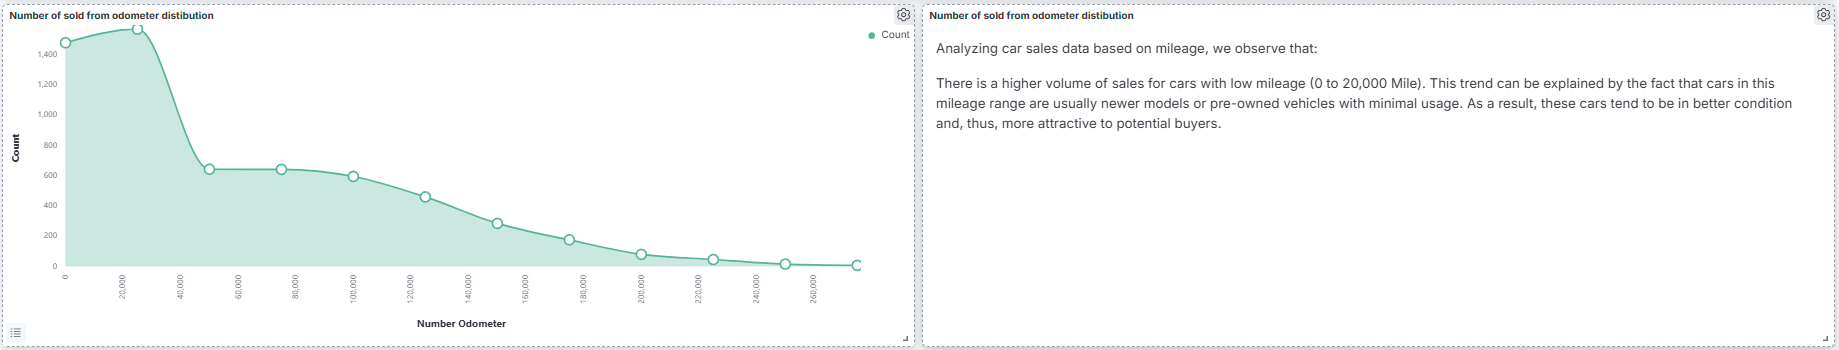 Number of sold from odometer distibution
Count
1,400
1,200
1,000
800
600
400
200
0
Count
0
20,000
40,000
60,000
80,000
100,000
120,000
140,000
160,000
180,000
200,000
220,000
240,000
260,000
Number Odometer
Number of sold from odometer distibution
Analyzing car sales data based on mileage, we observe that:
There is a higher volume of sales for cars with low mileage (0 to 20,000 Mile). This trend can be explained by the fact that cars in this
mileage range are usually newer models or pre-owned vehicles with minimal usage. As a result, these cars tend to be in better condition
and, thus, more attractive to potential buyers.